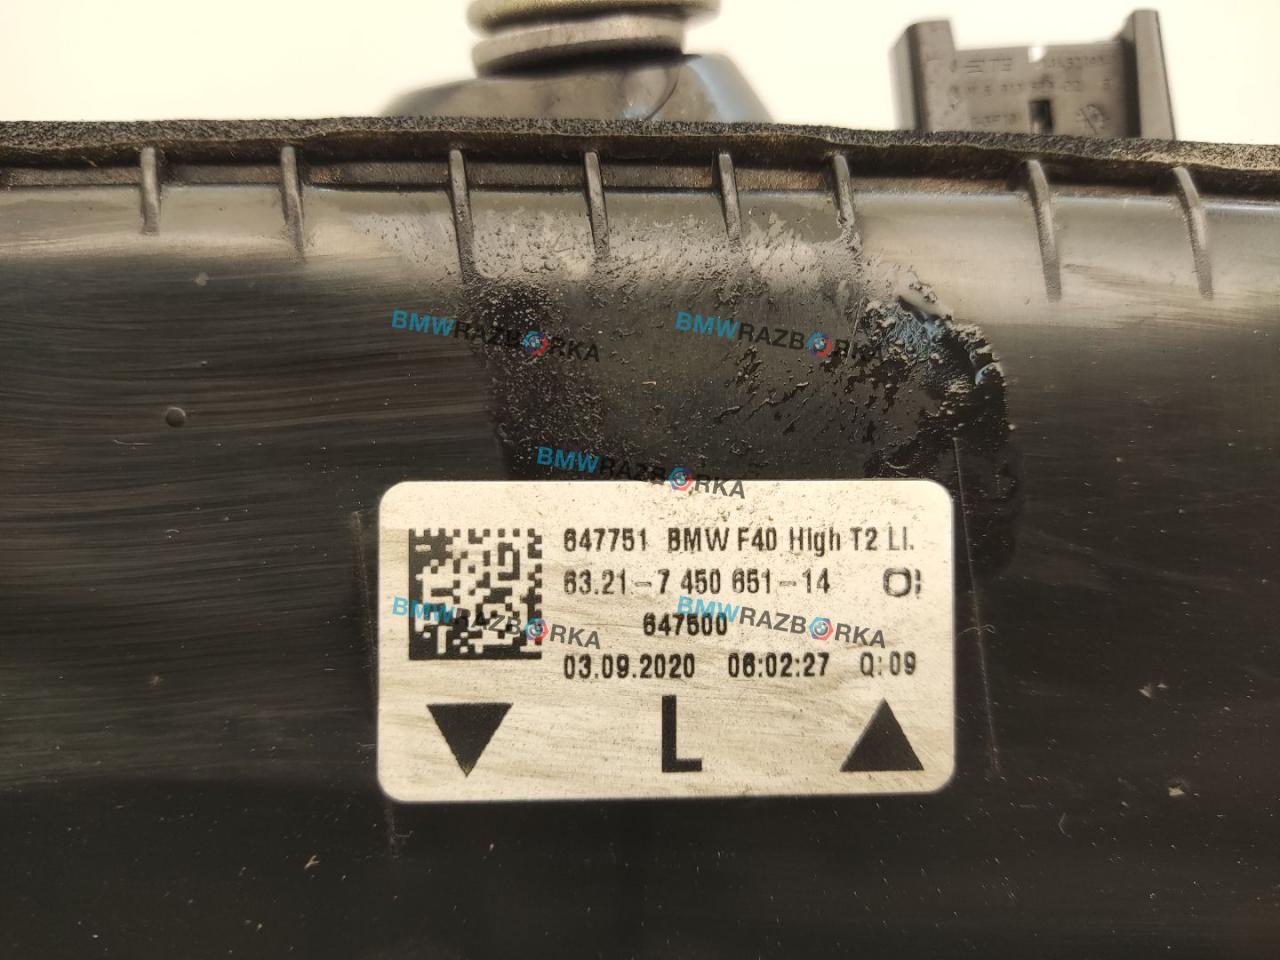 STE
BMWRAZBORKA
BMWRAZBORKA
BMWRAZBORKA
647751 BMW F40 High T2 LI.
63.21-7 450 651-14
BMWRAZBORKA
BMWRAZBORKA
647500
03.09.2020 06:02:27 Q:09
L